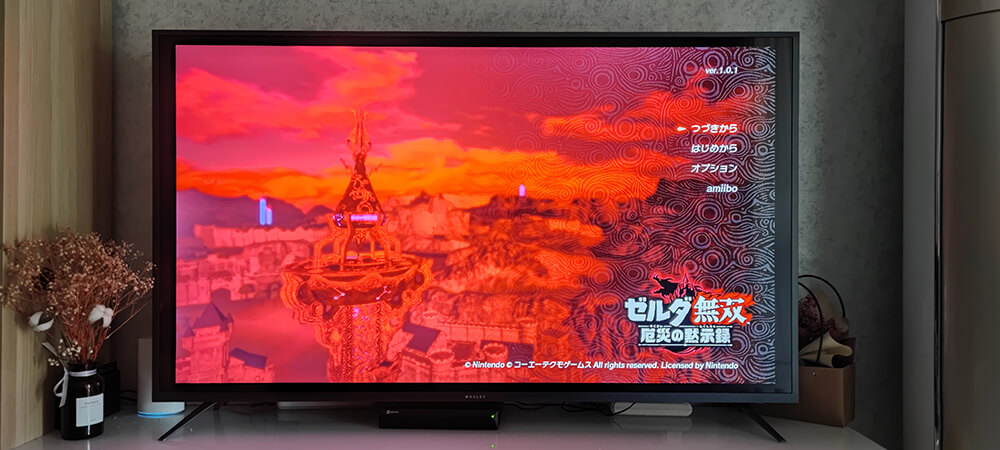 ver.1.0.1
つづきから
はじめから
オプション
amiibo
ゼルダ無双
厄災の黙示録
© Nintendo © コーエーテクモゲームス All rights reserved. Licensed by Nintendo
WHALEY